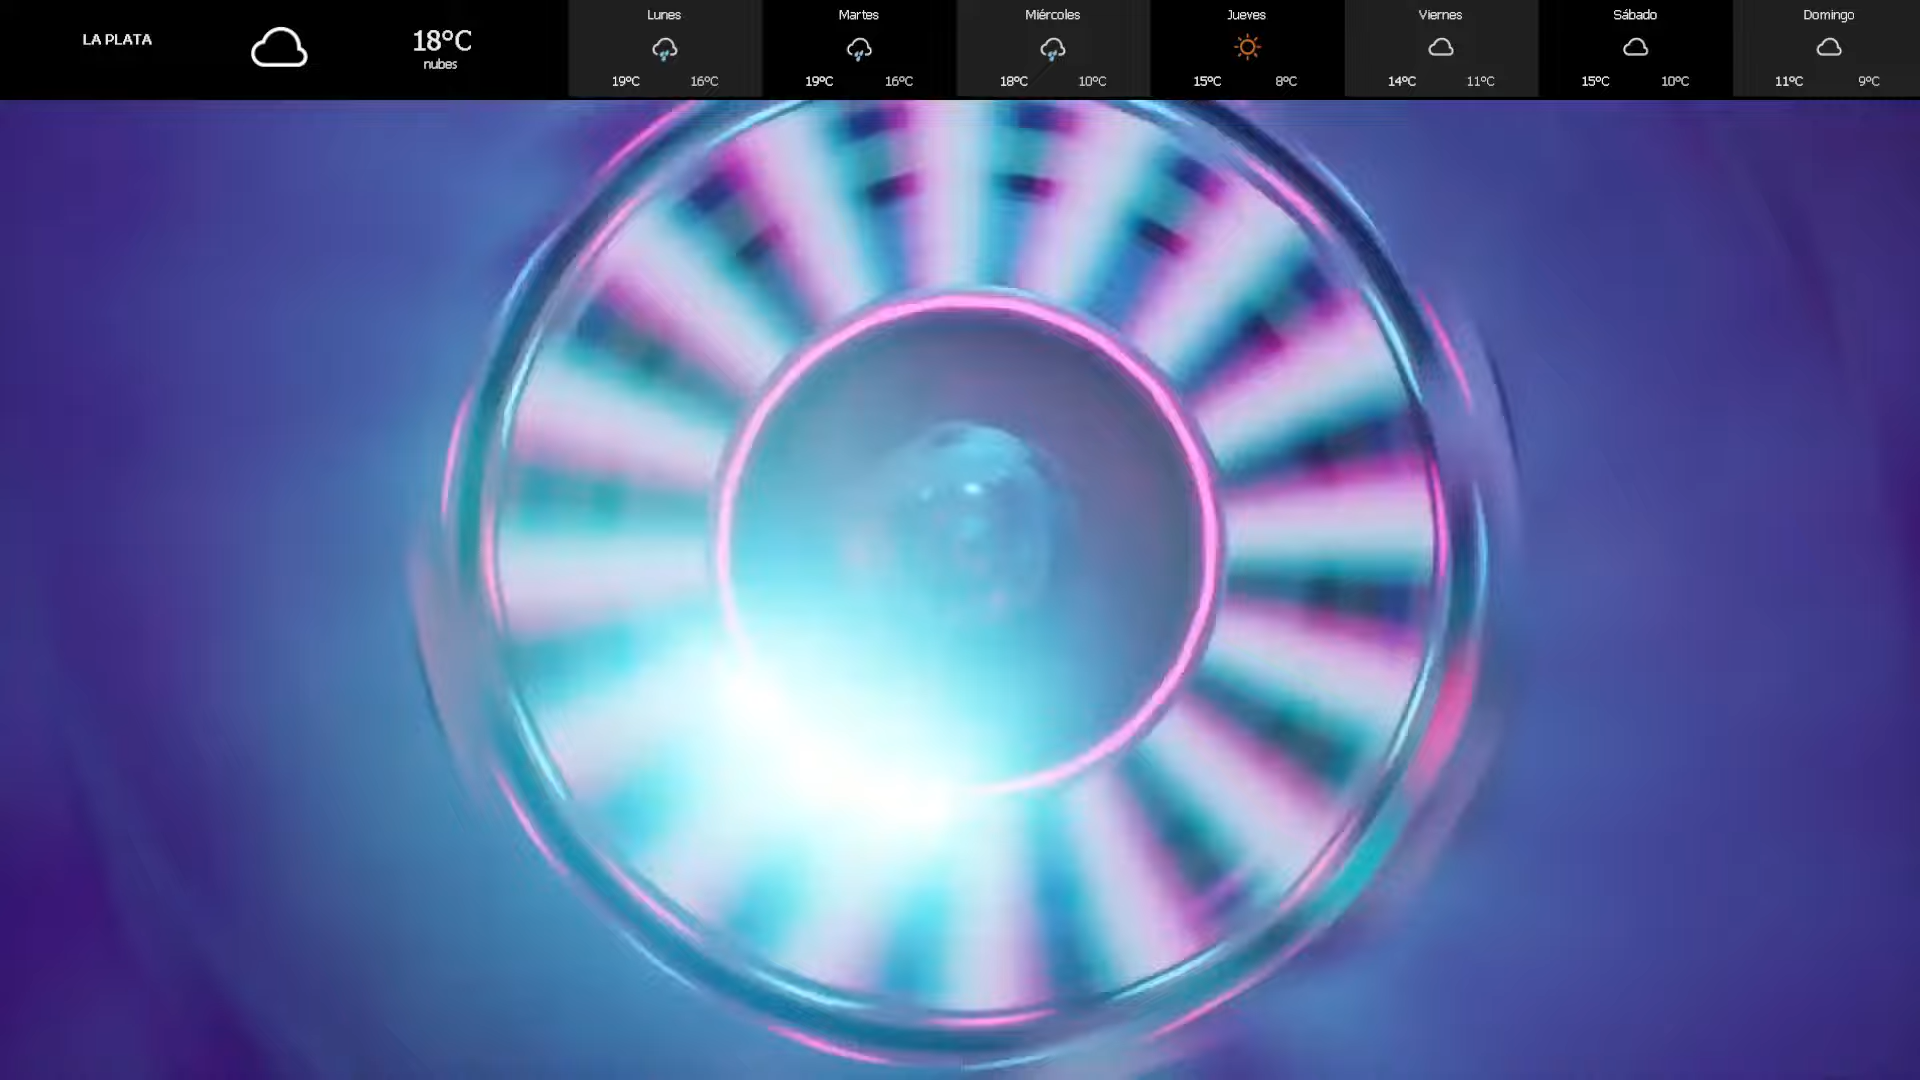 LA PLATA
18°C
nubes
Lunes
19°C 16°C
Martes
19°C 16°C
Miércoles
18°C 10°C
Jueves
15°C 8°C
Viernes
14°C 11°C
Sábado
15°C 10°C
Domingo
11°C 9°C